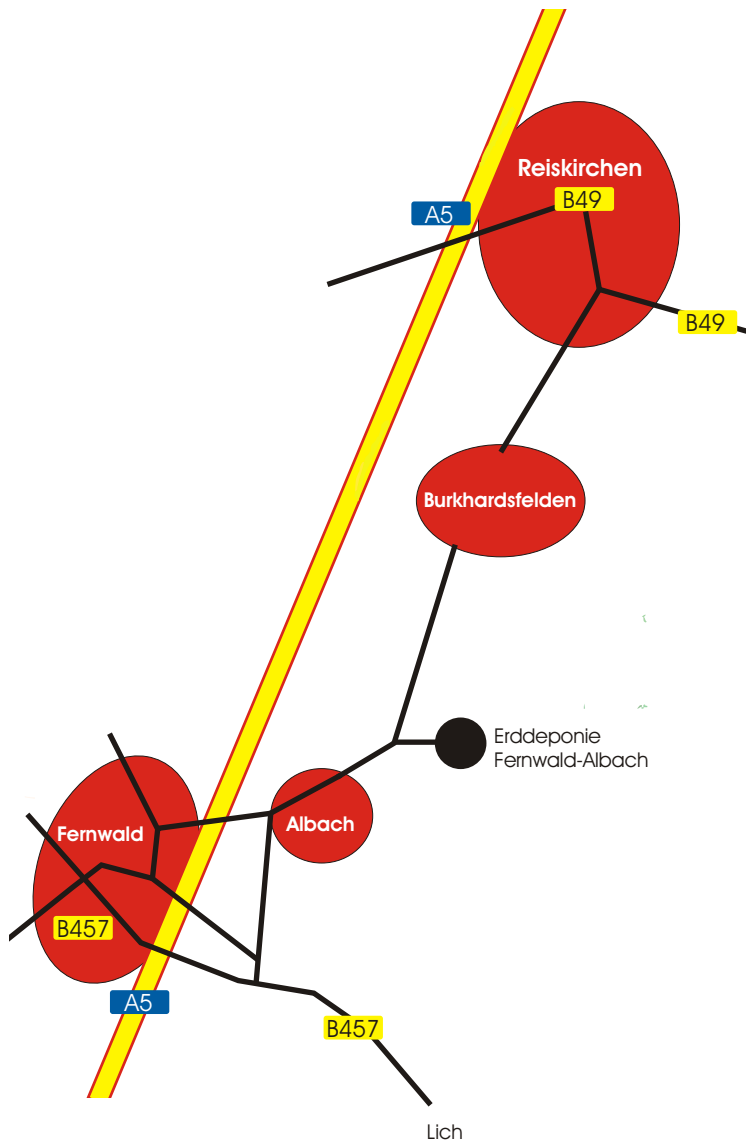 Reiskirchen
B49
A5
B49
Burkhardsfelden
Erddeponie
Fernwald-Albach
Albach
Fernwald
B457
A5
B457
Lich